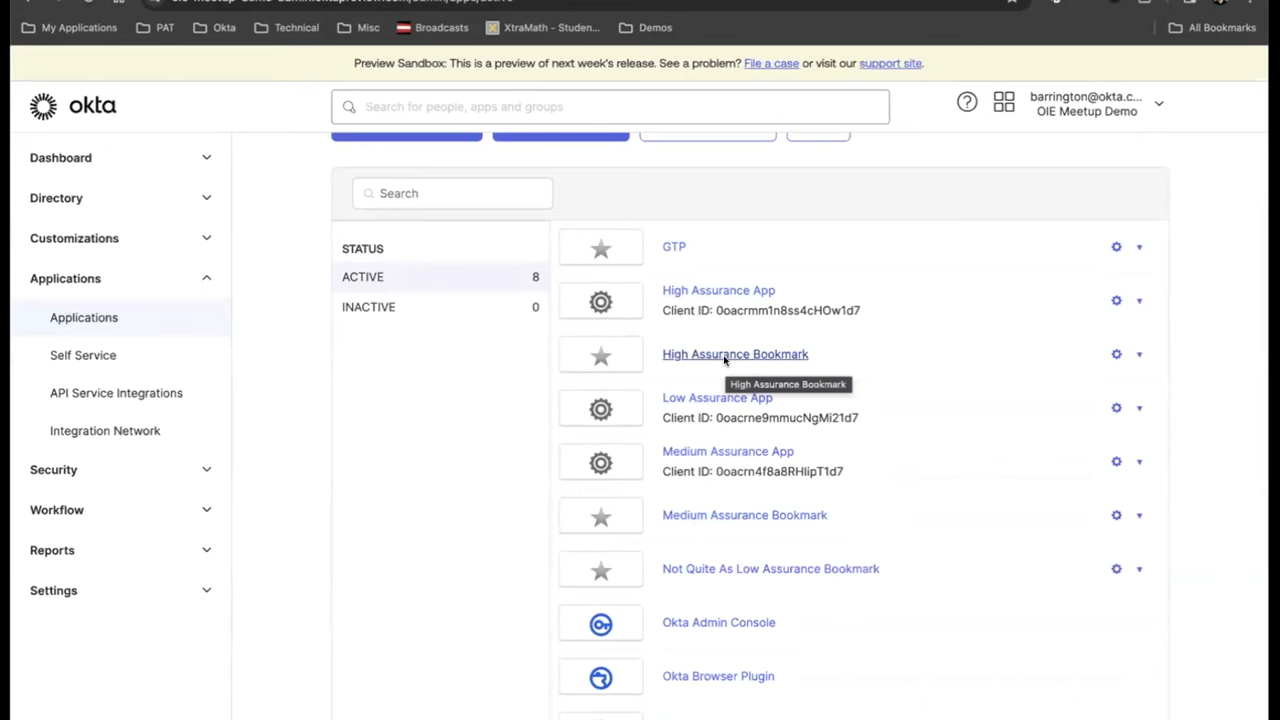 My Applications
PAT
Okta
Technical
Misc
Broadcasts
XtraMath - Studen...
Demos
All Bookmarks
Preview Sandbox: This is a preview of next week's release. See a problem? File a case or visit our support site.
okta
Search for people, apps and groups
barrington@okta.c...
OIE Meetup Demo
Dashboard
Directory
Customizations
Applications
Applications
Self Service
API Service Integrations
Integration Network
Security
Workflow
Reports
Settings
Search
STATUS
ACTIVE 8
INACTIVE 0
GTP
High Assurance App
Client ID: 0oacrmm1n8ss4cHOw1d7
High Assurance Bookmark
High Assurance Bookmark
Low Assurance App
Client ID: 0oacrne9mmucNgMi21d7
Medium Assurance App
Client ID: 0oacrn4f8a8RHlipT1d7
Medium Assurance Bookmark
Not Quite As Low Assurance Bookmark
Okta Admin Console
Okta Browser Plugin